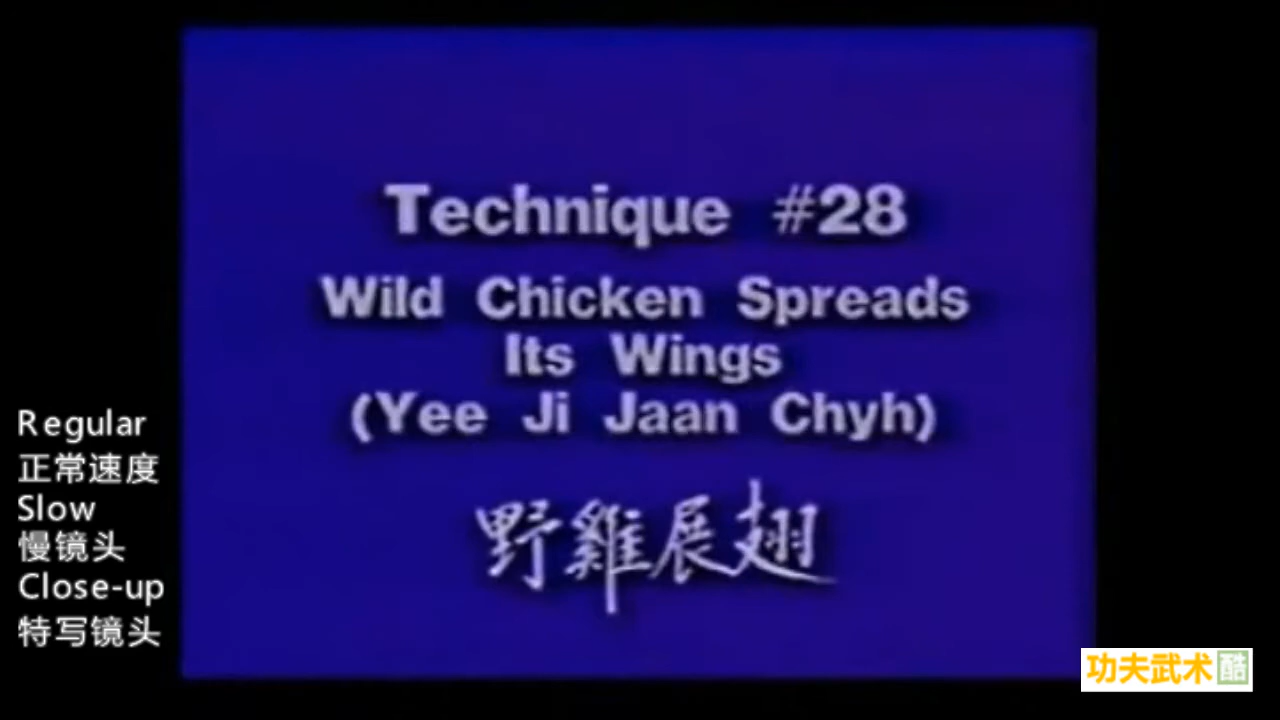 Technique #28
Wild Chicken Spreads
Its Wings
(Yee Ji Jaan Chyh)
野雞展翅
Regular
正常速度
Slow
慢镜头
Close-up
特写镜头
功夫武术酷